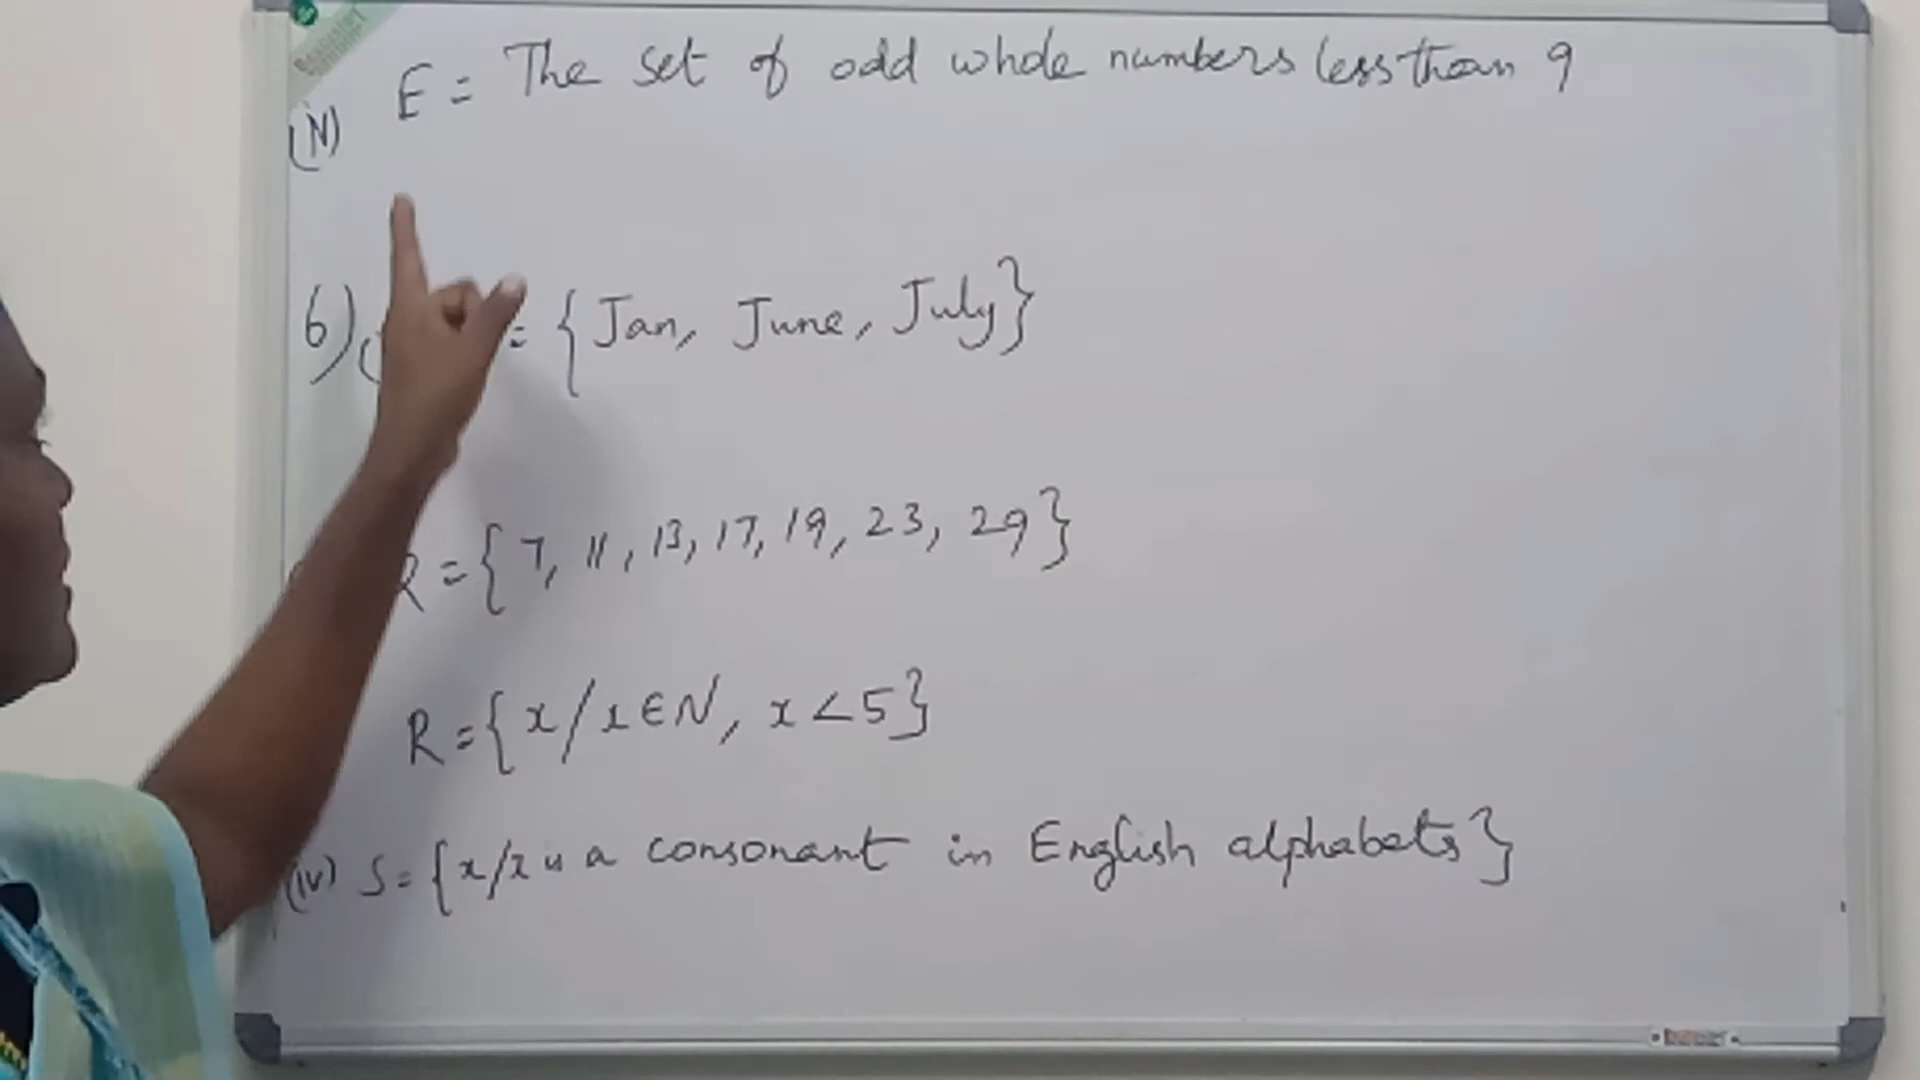 E = The set of odd whole numbers less than 9
(N)
6) ( = {Jan, June, July}
R = {7, 11, 13, 17, 19, 23, 29}
R = {x/x∈N, x<5}
(iv) S = {x/x is a consonant in English alphabets}